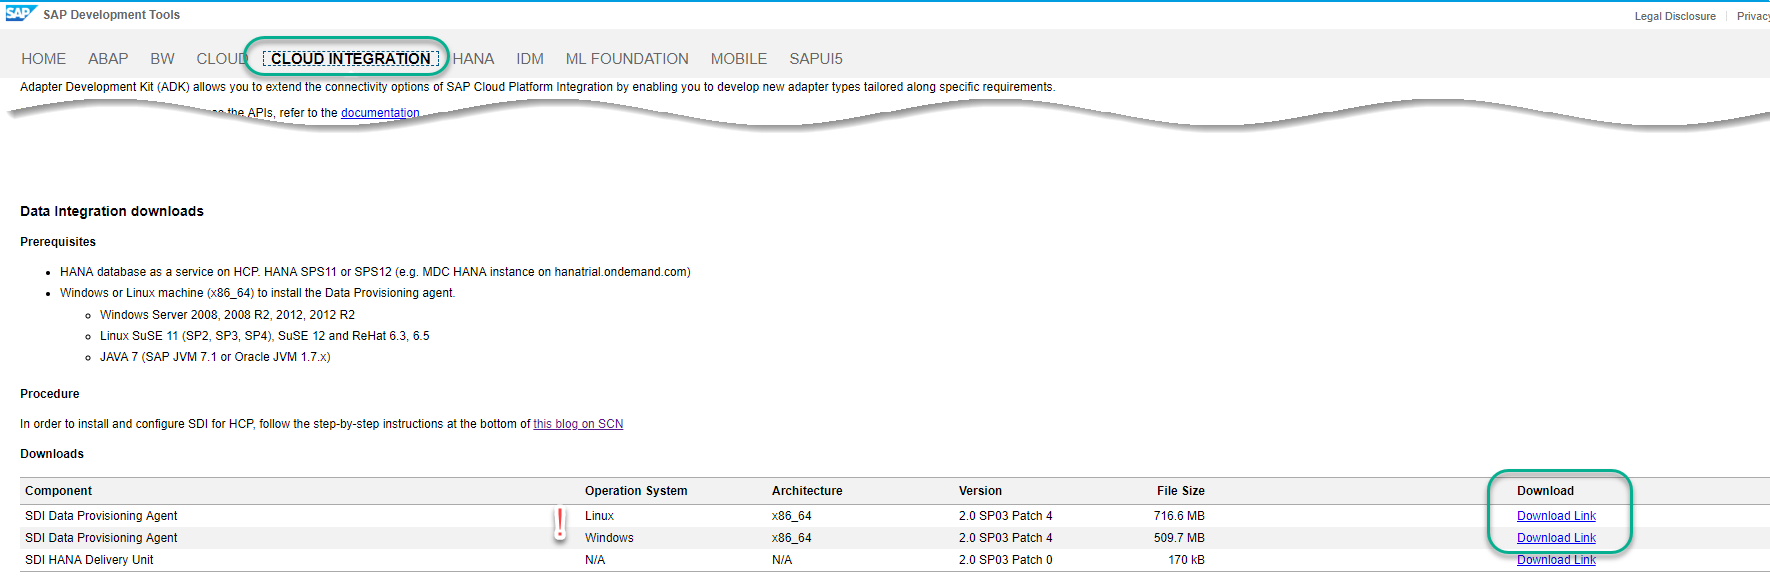 SAP SAP Development Tools
Legal Disclosure Privacy
HOME ABAP BW CLOUD CLOUD INTEGRATION HANA IDM ML FOUNDATION MOBILE SAPUI5
Adapter Development Kit (ADK) allows you to extend the connectivity options of SAP Cloud Platform Integration by enabling you to develop new adapter types tailored along specific requirements.
the APIs, refer to the documentation
Data Integration downloads
Prerequisites
HANA database as a service on HCP. HANA SPS11 or SPS12 (e.g. MDC HANA instance on hanatrial.ondemand.com)
Windows or Linux machine (x86_64) to install the Data Provisioning agent.
Windows Server 2008, 2008 R2, 2012, 2012 R2
Linux SuSE 11 (SP2, SP3, SP4), SuSE 12 and ReHat 6.3, 6.5
JAVA 7 (SAP JVM 7.1 or Oracle JVM 1.7.x)
Procedure
In order to install and configure SDI for HCP, follow the step-by-step instructions at the bottom of this blog on SCN
Downloads
Component Operation System Architecture Version File Size Download
SDI Data Provisioning Agent Linux x86_64 2.0 SP03 Patch 4 716.6 MB Download Link
SDI Data Provisioning Agent Windows x86_64 2.0 SP03 Patch 4 509.7 MB Download Link
SDI HANA Delivery Unit N/A N/A 2.0 SP03 Patch 0 170 kB Download Link